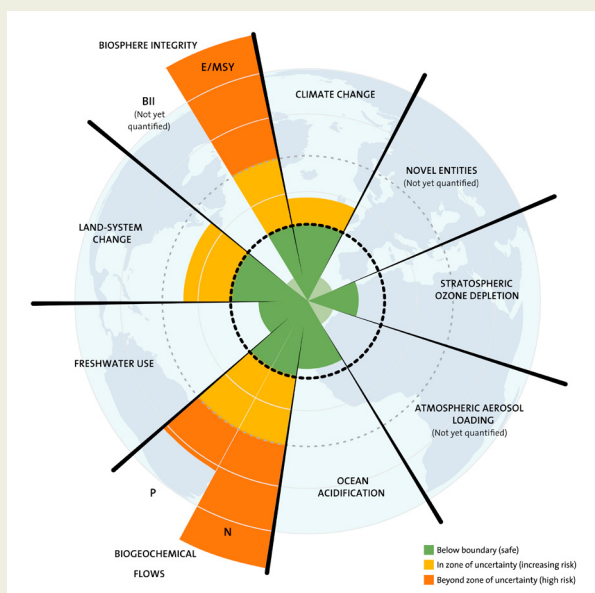 BIOSPHERE INTEGRITY
E/MSY
CLIMATE CHANGE
BII
(Not yet
quantified)
NOVEL ENTITIES
(Not yet quantified)
LAND-SYSTEM
CHANGE
STRATOSPHERIC
OZONE DEPLETION
FRESHWATER USE
ATMOSPHERIC AEROSOL
LOADING
(Not yet quantified)
OCEAN
ACIDIFICATION
P
N
BIOGEOCHEMICAL
FLOWS
Below boundary (safe)
In zone of uncertainty (increasing risk)
Beyond zone of uncertainty (high risk)